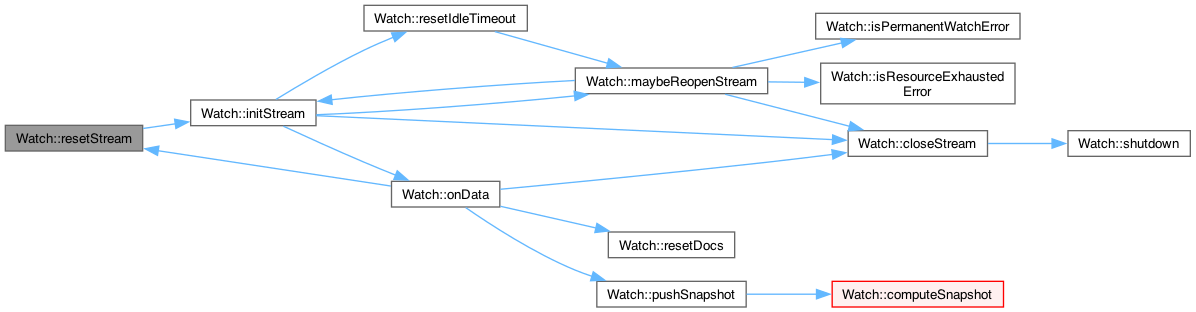 Watch::resetStream
Watch::initStream
Watch::resetIdleTimeout
Watch::maybeReopenStream
Watch::isPermanentWatchError
Watch::isResourceExhausted
Error
Watch::closeStream
Watch::shutdown
Watch::onData
Watch::resetDocs
Watch::pushSnapshot
Watch::computeSnapshot